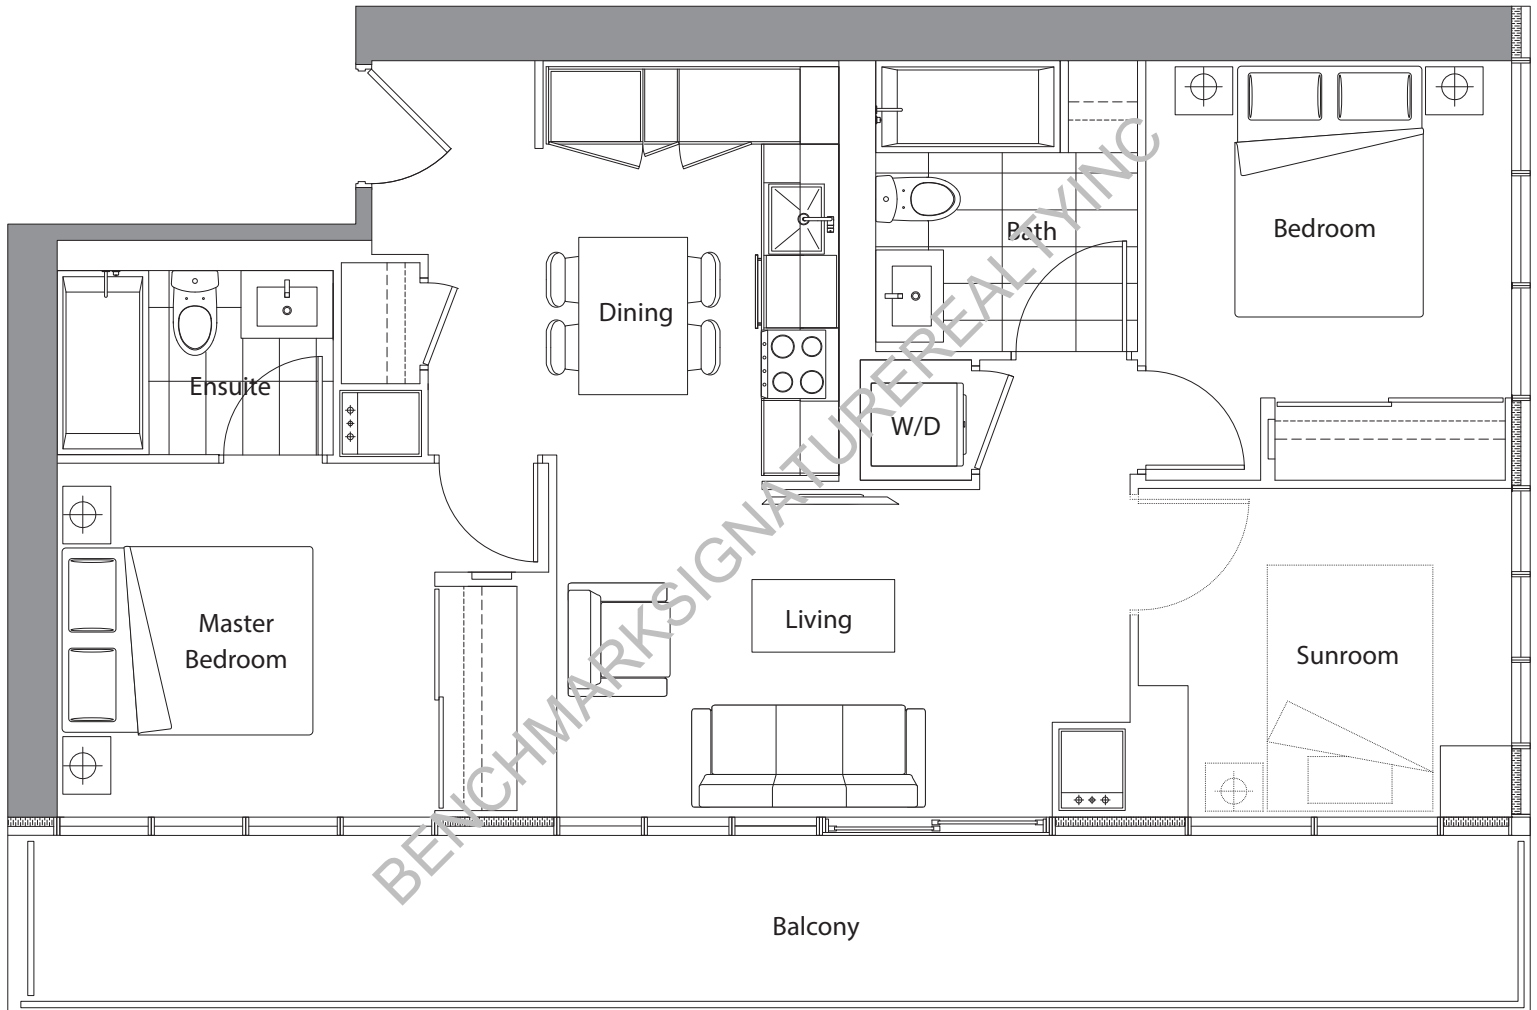 Bath
Bedroom
Dining
Ensuite
W/D
Master
Bedroom
Living
Sunroom
Balcony
BENCHMARKSIGNATUREREALTYINC